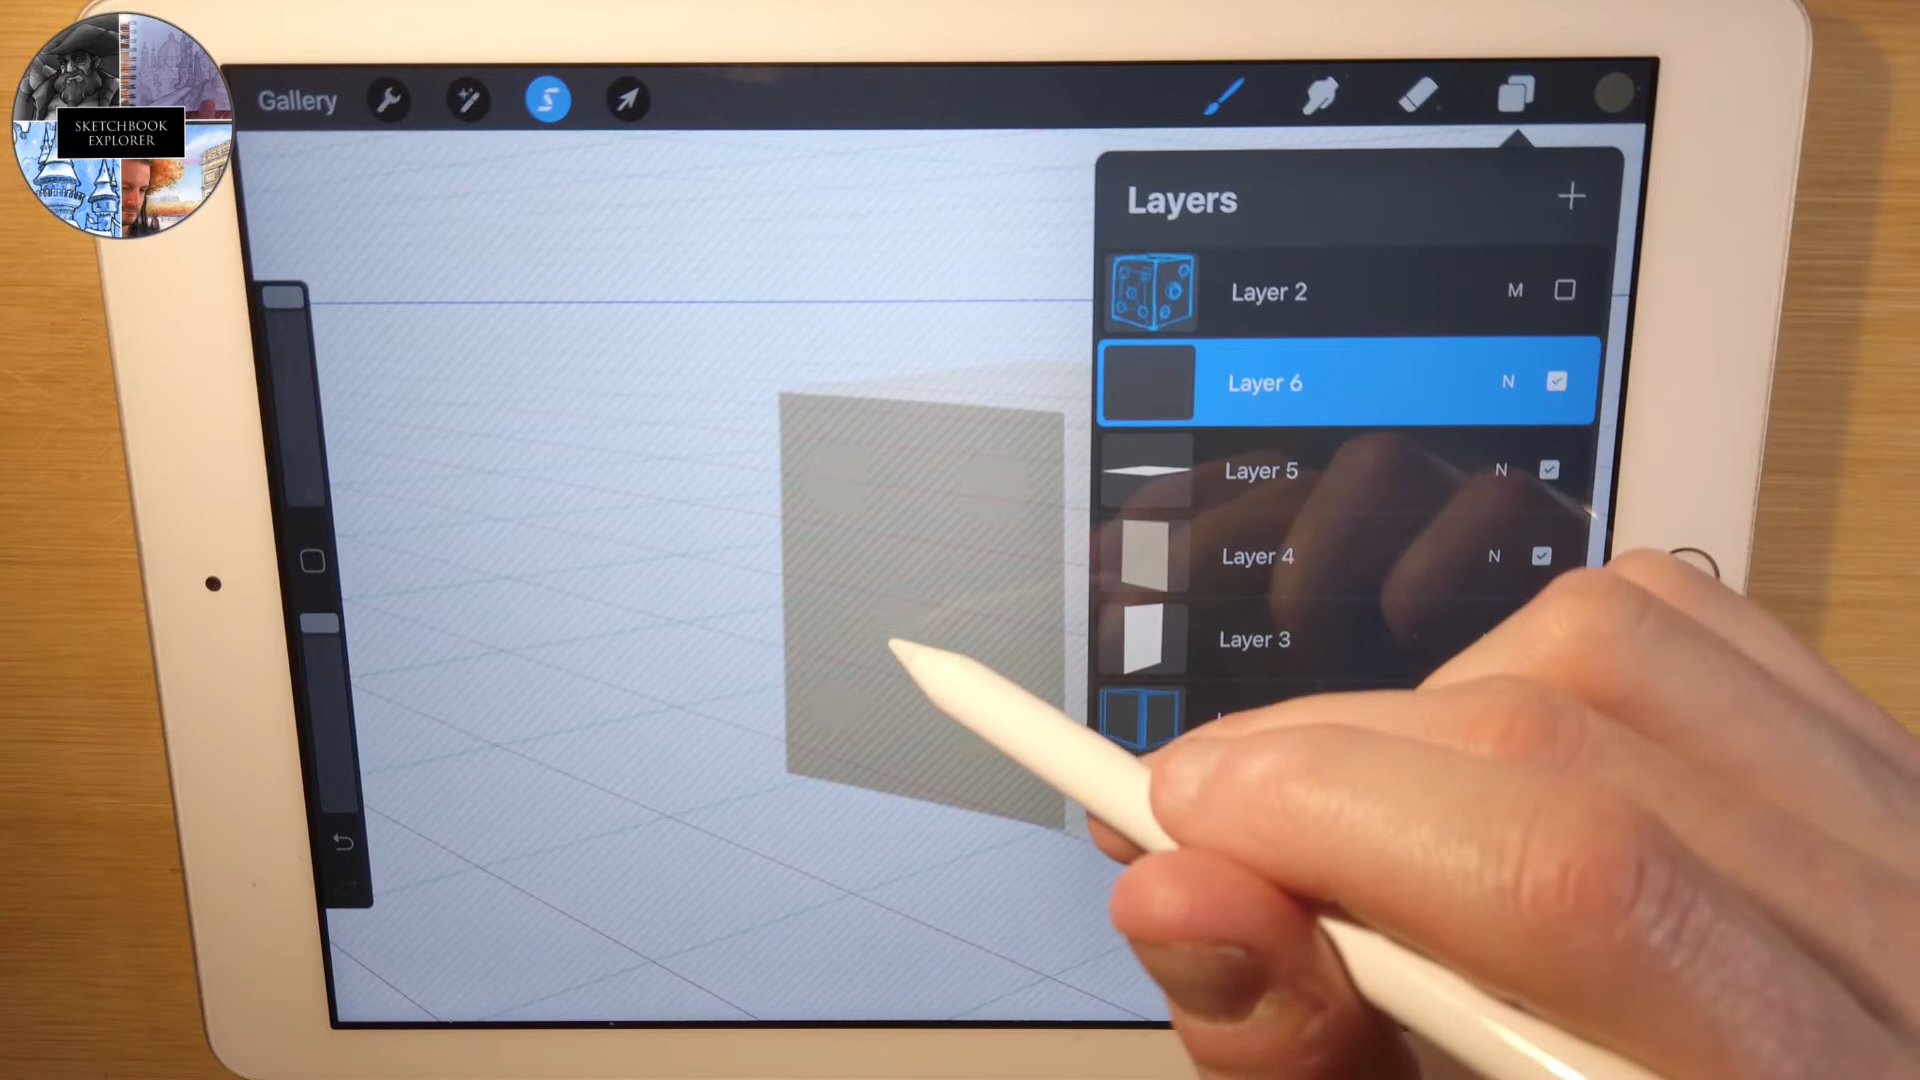 SKETCHBOOK
EXPLORER
Gallery
Layers
Layer 2 M
Layer 6 N
Layer 5 N
Layer 4 N
Layer 3